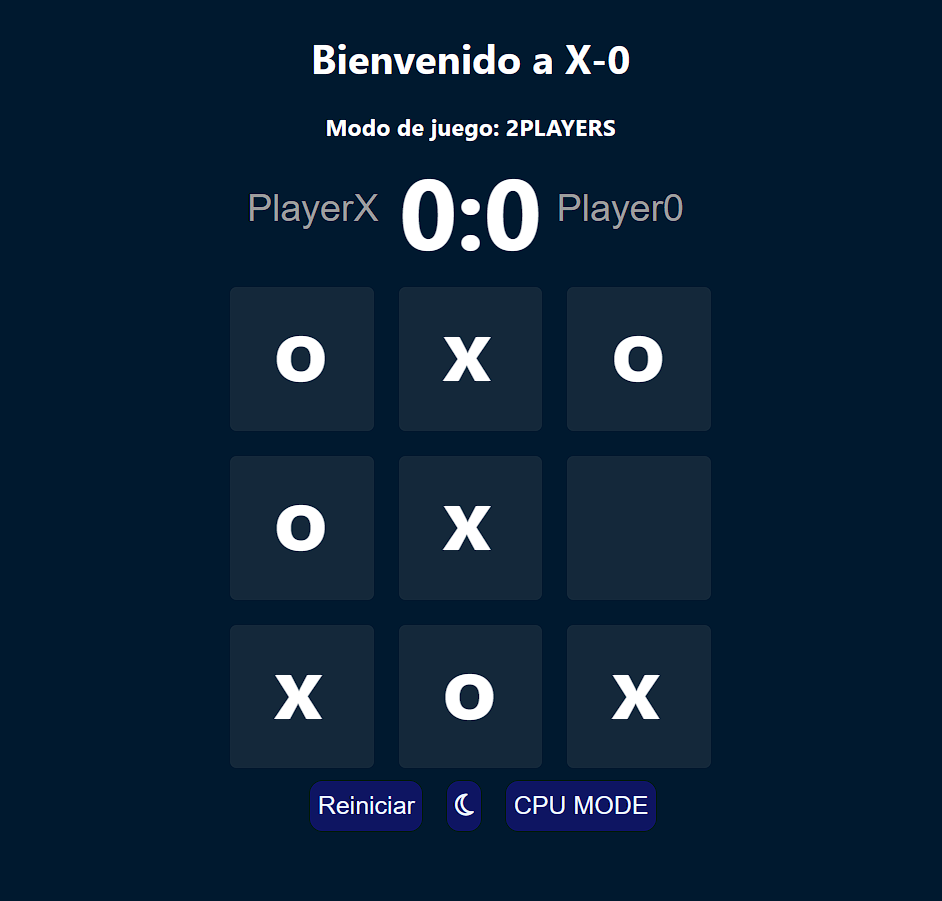 Bienvenido a X-0
Modo de juego: 2PLAYERS
PlayerX 0:0 Player0
O X O
O X
X O X
Reiniciar CPU MODE